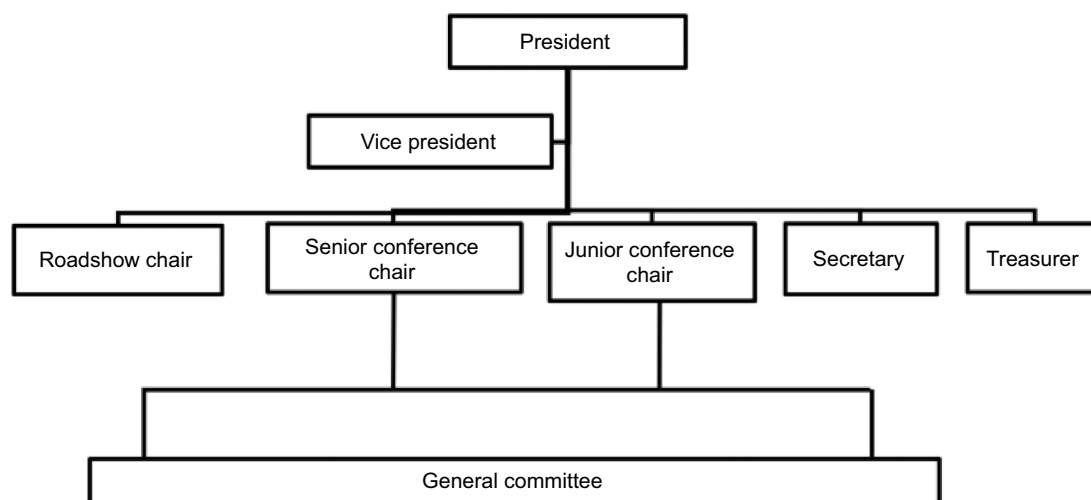 President
Vice president
Roadshow chair
Senior conference
chair
Junior conference
chair
Secretary
Treasurer
General committee